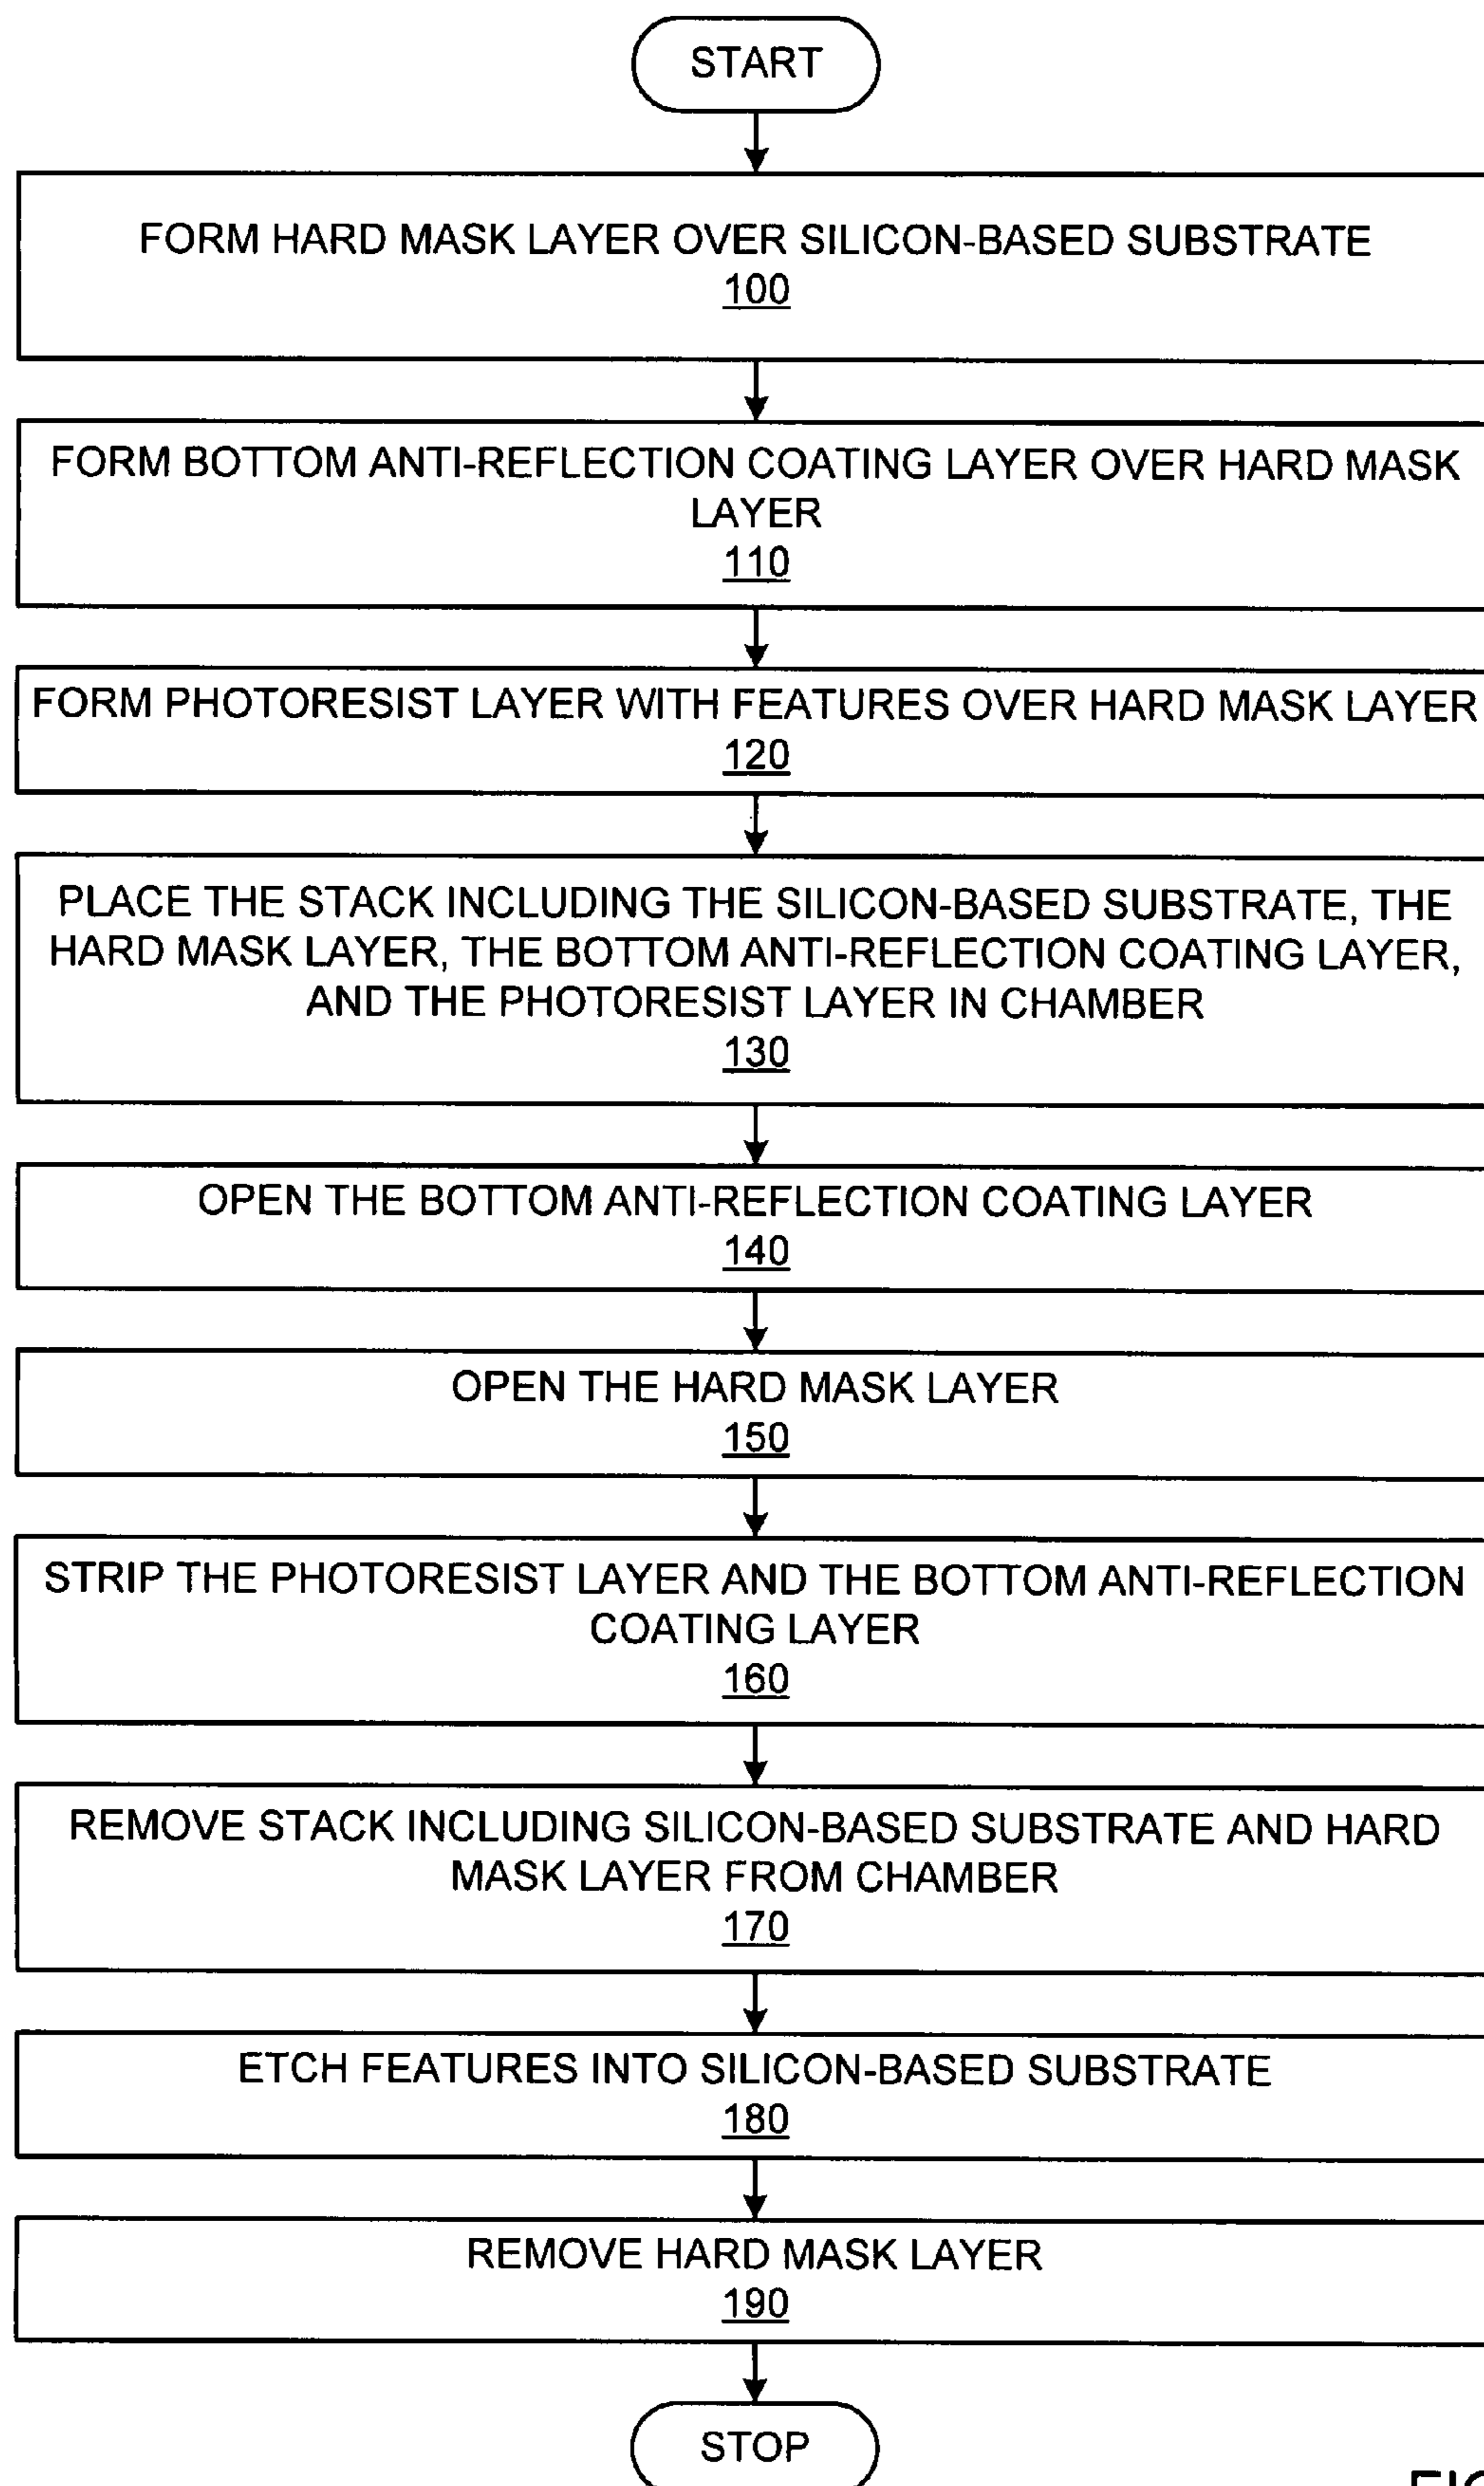 START
FORM HARD MASK LAYER OVER SILICON-BASED SUBSTRATE
100
FORM BOTTOM ANTI-REFLECTION COATING LAYER OVER HARD MASK
LAYER
110
FORM PHOTORESIST LAYER WITH FEATURES OVER HARD MASK LAYER
120
PLACE THE STACK INCLUDING THE SILICON-BASED SUBSTRATE, THE
HARD MASK LAYER, THE BOTTOM ANTI-REFLECTION COATING LAYER,
AND THE PHOTORESIST LAYER IN CHAMBER
130
OPEN THE BOTTOM ANTI-REFLECTION COATING LAYER
140
OPEN THE HARD MASK LAYER
150
STRIP THE PHOTORESIST LAYER AND THE BOTTOM ANTI-REFLECTION
COATING LAYER
160
REMOVE STACK INCLUDING SILICON-BASED SUBSTRATE AND HARD
MASK LAYER FROM CHAMBER
170
ETCH FEATURES INTO SILICON-BASED SUBSTRATE
180
REMOVE HARD MASK LAYER
190
STOP